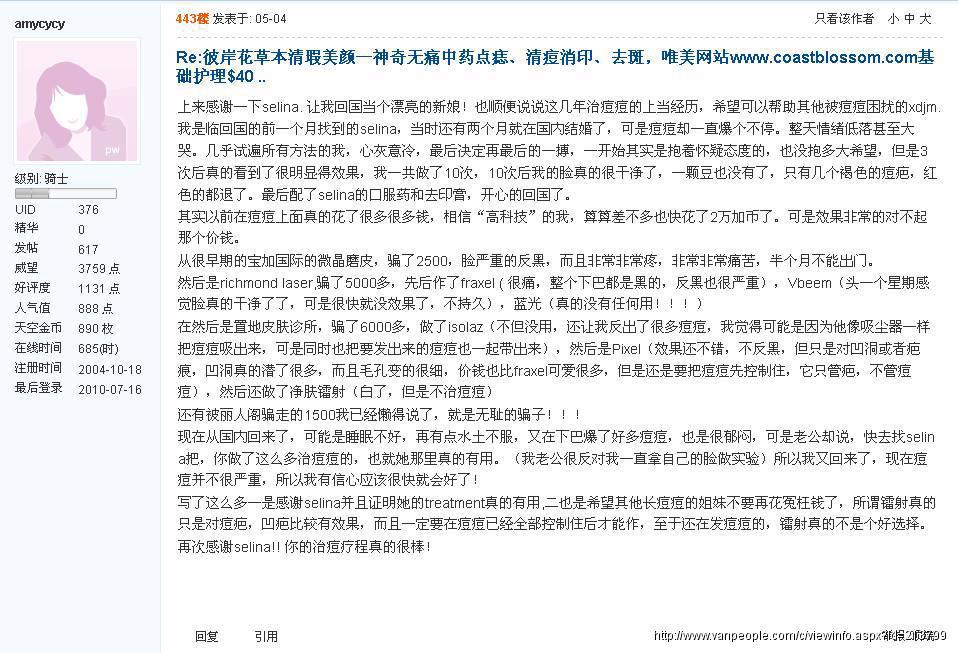 amycycy
443楼 发表于: 05-04
只看该作者 小 中 大
Re:彼岸花草本清瑕美颜—神奇无痛中药点痣、清痘消印、去斑，唯美网站www.coastblossom.com基
础护理$40 ..
上来感谢一下selina. 让我回国当个漂亮的新娘！也顺便说说这几年治痘痘的上当经历，希望可以帮助其他被痘痘困扰的xdjm.
我是临回国的前一个月找到的selina，当时还有两个月就在国内结婚了，可是痘痘却一直爆个不停。整天情绪低落甚至大
哭。几乎试遍所有方法的我，心灰意冷，最后决定再最后的一搏，一开始其实是抱着怀疑态度的，也没抱多大希望，但是3
次后真的看到了很明显得效果，我一共做了10次，10次后我的脸真的很干净了，一颗豆也没有了，只有几个褐色的痘疤，红
色的都退了。最后配了selina的口服药和去印膏，开心的回国了。
其实以前在痘痘上面真的花了很多很多钱，相信“高科技”的我，算算差不多也快花了2万加币了。可是效果非常的对不起
那个价钱。
从很早期的宝加国际的微晶磨皮，骗了2500，脸严重的反黑，而且非常非常疼，非常非常痛苦，半个月不能出门。
然后是richmond laser,骗了5000多，先后作了fraxel ( 很痛，整个下巴都是黑的，反黑也很严重），Vbeem（头一个星期感
觉脸真的干净了了，可是很快就没效果了，不持久），蓝光（真的没有任何用！！！）
在然后是置地皮肤诊所，骗了6000多，做了isolaz（不但没用，还让我反出了很多痘痘，我觉得可能是因为他像吸尘器一样
把痘痘吸出来，可是同时也把要发出来的痘痘也一起带出来），然后是Pixel（效果还不错，不反黑，但只是对凹洞或者疤
痕，凹洞真的潜了很多，而且毛孔变的很细，价钱也比fraxel可爱很多，但是还是要把痘痘先控制住，它只管疤，不管痘
痘），然后还做了净肤镭射（白了，但是不治痘痘）
还有被丽人阁骗走的1500我已经懒得说了，就是无耻的骗子！！！
现在从国内回来了，可能是睡眠不好，再有点水土不服，又在下巴爆了好多痘痘，也是很郁闷，可是老公却说，快去找selin
a把，你做了这么多治痘痘的，也就她那里真的有用。（我老公很反对我一直拿自己的脸做实验）所以我又回来了，现在痘
痘并不很严重，所以我有信心应该很快就会好了！
写了这么多一是感谢selina并且证明她的treatment真的有用,二也是希望其他长痘痘的姐妹不要再花冤枉钱了，所谓镭射真的
只是对痘疤，凹疤比较有效果，而且一定要在痘痘已经全部控制住后才能作，至于还在发痘痘的，镭射真的不是个好选择。
再次感谢selina!! 你的治痘疗程真的很棒！
pw
级别: 骑士
UID 376
精华 0
发帖 617
威望 3759 点
好评度 1131 点
人气值 888 点
天空金币 890 枚
在线时间 685(时)
注册时间 2004-10-18
最后登录 2010-07-16
回复 引用
http://www.vanpeople.com/c/viewinfo.aspx